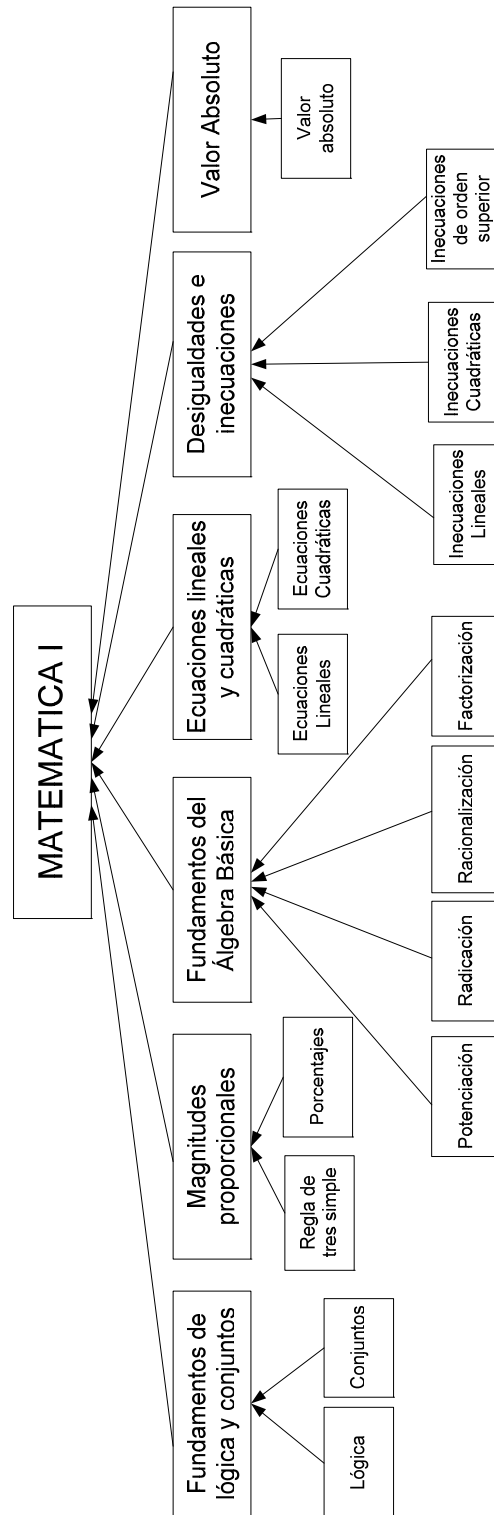 MATEMATICA I
Fundamentos de
lógica y conjuntos
Magnitudes
proporcionales
Fundamentos del
Álgebra Básica
Ecuaciones lineales
y cuadráticas
Desigualdades e
inecuaciones
Valor Absoluto
Lógica
Conjuntos
Regla de
tres simple
Porcentajes
Potenciación
Radicación
Racionalización
Factorización
Ecuaciones
Lineales
Ecuaciones
Cuadráticas
Inecuaciones
Lineales
Inecuaciones
Cuadráticas
Inecuaciones
de orden
superior
Valor
absoluto